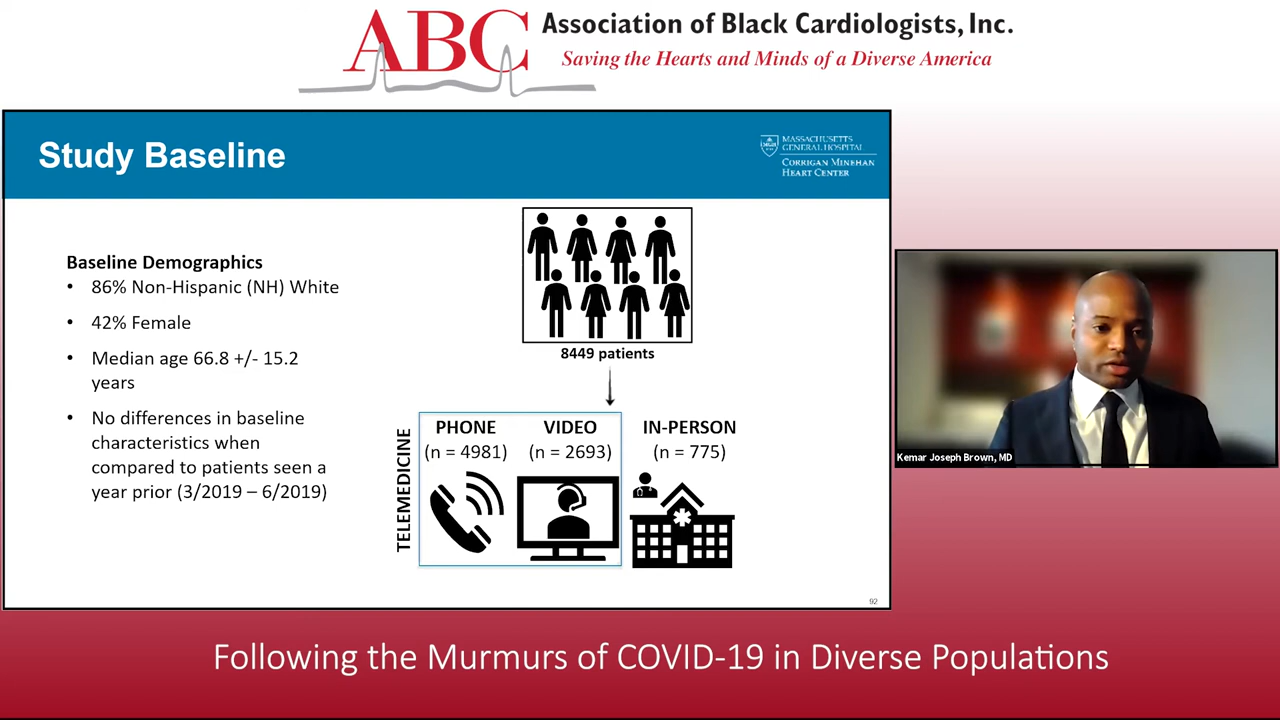 ABC
Association of Black Cardiologists, Inc.
Saving the Hearts and Minds of a Diverse America
Study Baseline
MASSACHUSETTS
GENERAL HOSPITAL
CORRIGAN MINEHAN
HEART CENTER
Baseline Demographics
• 86% Non-Hispanic (NH) White
• 42% Female
• Median age 66.8 +/- 15.2
years
• No differences in baseline
characteristics when
compared to patients seen a
year prior (3/2019 – 6/2019)
8449 patients
TELEMEDICINE
PHONE
(n = 4981)
VIDEO
(n = 2693)
IN-PERSON
(n = 775)
92
Kemar Joseph Brown, MD
Following the Murmurs of COVID-19 in Diverse Populations